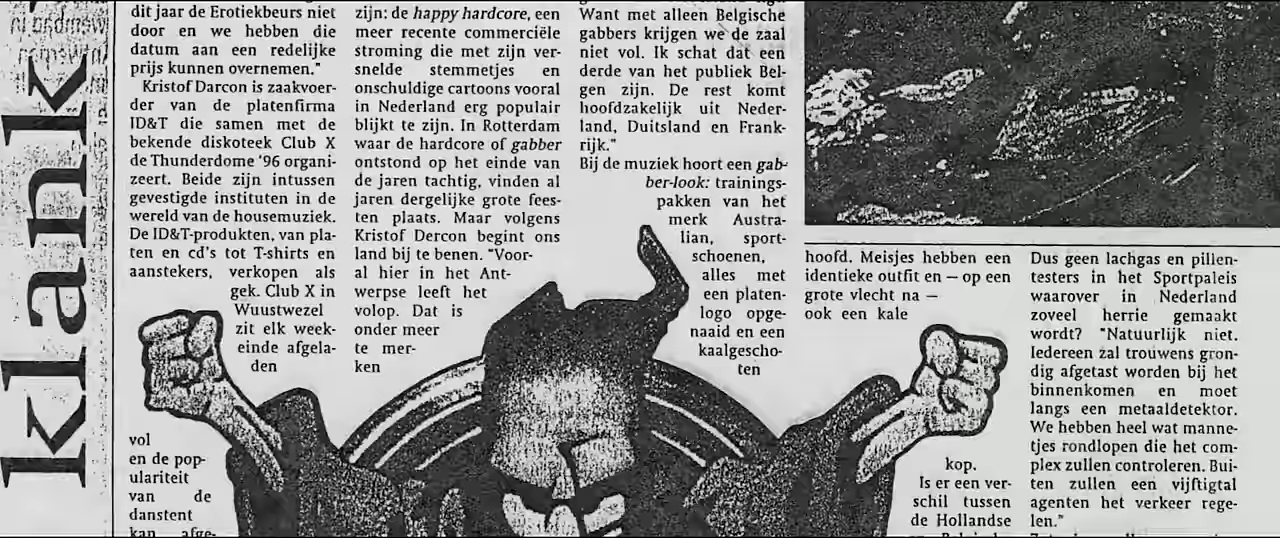 klank
dit jaar de Erotiekbeurs niet
door en we hebben die
datum aan een redelijke
prijs kunnen overnemen."
Kristof Darcon is zaakvoer-
der van de platenfirma
ID&T die samen met de
bekende diskoteek Club X
de Thunderdome '96 organi-
zeert. Beide zijn intussen
gevestigde instituten in de
wereld van de housemuziek.
De ID&T-produkten, van pla-
ten en cd's tot T-shirts en
aanstekers, verkopen als
gek. Club X in
Wuustwezel
zit elk week-
einde afgela-
den
vol
en de pop-
ulariteit
van de
danstent
kan afge-
zijn: de happy hardcore, een
meer recente commerciële
stroming die met zijn ver-
snelde stemmetjes en
onschuldige cartoons vooral
in Nederland erg populair
blijkt te zijn. In Rotterdam
waar de hardcore of gabber
ontstond op het einde van
de jaren tachtig, vinden al
jaren dergelijke grote fees-
ten plaats. Maar volgens
Kristof Dercon begint ons
land bij te benen. "Voor-
al hier in het Ant-
werpse leeft het
volop. Dat is
onder meer
te mer-
ken
Want met alleen Belgische
gabbers krijgen we de zaal
niet vol. Ik schat dat een
derde van het publiek Bel-
gen zijn. De rest komt
hoofdzakelijk uit Neder-
land, Duitsland en Frank-
rijk."
Bij de muziek hoort een gab-
ber-look: trainings-
pakken van het
merk Austra-
lian, sport-
schoenen,
alles met
een platen-
logo opge-
naaid en een
kaalgescho-
ten
hoofd. Meisjes hebben een
identieke outfit en – op een
grote vlecht na –
ook een kale
kop.
Is er een ver-
schil tussen
de Hollandse
Dus geen lachgas en pillen-
testers in het Sportpaleis
waarover in Nederland
zoveel herrie gemaakt
wordt? "Natuurlijk niet.
Iedereen zal trouwens gron-
dig afgetast worden bij het
binnenkomen en moet
langs een metaaldetektor.
We hebben heel wat manne-
tjes rondlopen die het com-
plex zullen controleren. Bui-
ten zullen een vijftigtal
agenten het verkeer rege-
len."